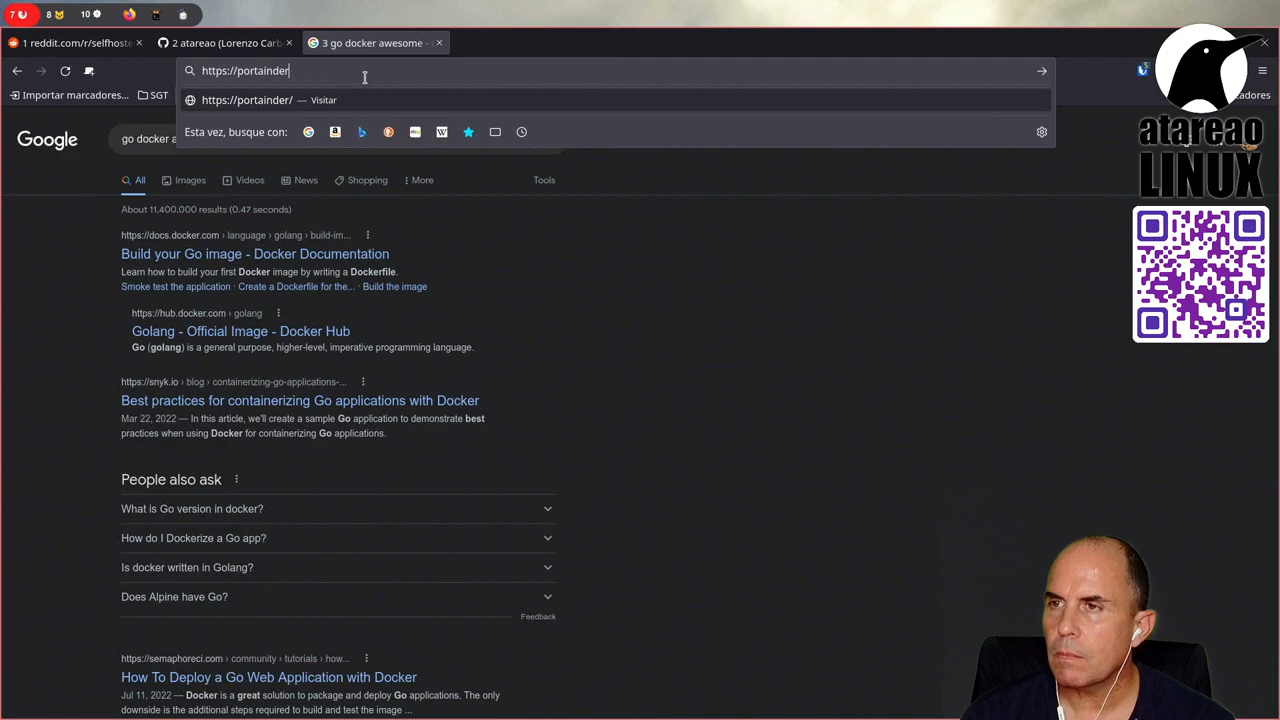 7
8
10
1 reddit.com/r/selfhoste
2 atareao (Lorenzo Carb
3 go docker awesome -
https://portainder
Importar marcadores...
SGT
adores
https://portainder/ — Visitar
Esta vez, busque con:
Google
go docker a
All
Images
Videos
News
Shopping
More
Tools
About 11.400,000 results (0.47 seconds)
https://docs.docker.com › language › golang › build-im...
Build your Go image - Docker Documentation
Learn how to build your first Docker image by writing a Dockerfile.
Smoke test the application · Create a Dockerfile for the... · Build the image
https://hub.docker.com › golang
Golang - Official Image - Docker Hub
Go (golang) is a general purpose, higher-level, imperative programming language.
https://snyk.io › blog › containerizing-go-applications-...
Best practices for containerizing Go applications with Docker
Mar 22, 2022 — In this article, we'll create a sample Go application to demonstrate best
practices when using Docker for containerizing Go applications.
People also ask
What is Go version in docker?
How do I Dockerize a Go app?
Is docker written in Golang?
Does Alpine have Go?
Feedback
https://semaphoreci.com › community › tutorials › how...
How To Deploy a Go Web Application with Docker
Jul 11, 2022 — Docker is a great solution to package and deploy Go applications. The only
downside is the additional steps required to build and test the image ...
atareao
LINUX